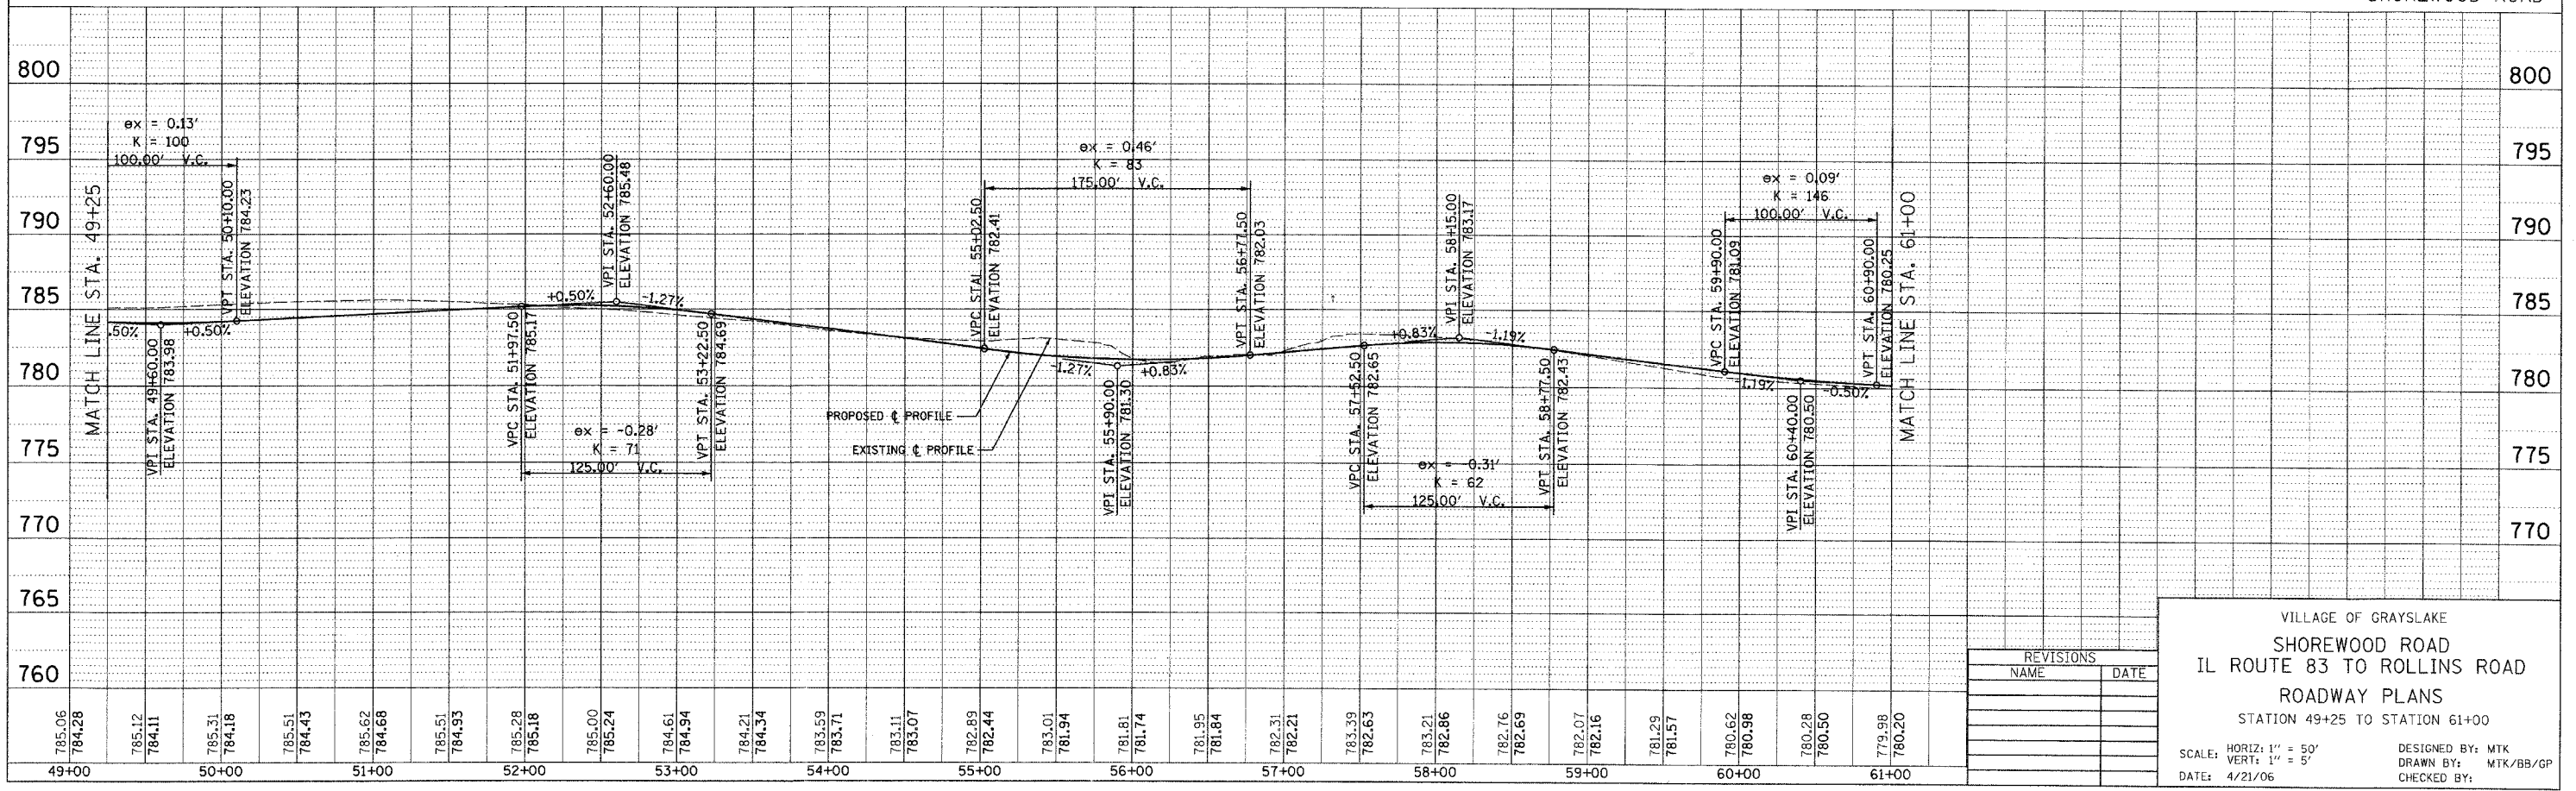 800
795
790
785
780
775
770
765
760
800
795
790
785
780
775
770
MATCH LINE STA. 49+25
ex = 0.13'
K = 100
100.00' V.C.
.50%
+0.50%
VPI STA. 49+60.00
ELEVATION 783.98
VPT STA. 50+10.00
ELEVATION 784.23
VPC STA. 51+97.50
ELEVATION 785.17
+0.50%
VPI STA. 52+60.00
ELEVATION 785.48
-1.27%
VPT STA. 53+22.50
ELEVATION 784.69
ex = -0.28'
K = 71
125.00' V.C.
ex = 0.46'
K = 83
175.00' V.C.
VPC STA. 55+02.50
ELEVATION 782.41
PROPOSED ℄ PROFILE
EXISTING ℄ PROFILE
-1.27%
+0.83%
VPI STA. 55+90.00
ELEVATION 781.30
VPT STA. 56+77.50
ELEVATION 782.03
VPC STA. 57+52.50
ELEVATION 782.65
+0.83%
VPI STA. 58+15.00
ELEVATION 783.17
-1.19%
VPT STA. 58+77.50
ELEVATION 782.43
ex = -0.31'
K = 62
125.00' V.C.
ex = 0.09'
K = 146
100.00' V.C.
VPC STA. 59+90.00
ELEVATION 781.09
-1.19%
-0.50%
VPI STA. 60+40.00
ELEVATION 780.50
VPT STA. 60+90.00
ELEVATION 780.25
MATCH LINE STA. 61+00
785.06
784.28
785.12
784.11
785.31
784.18
785.51
784.43
785.62
784.68
785.51
784.93
785.28
785.18
785.00
785.24
784.61
784.94
784.21
784.34
783.59
783.71
783.11
783.07
782.89
782.44
783.01
781.94
781.81
781.74
781.95
781.84
782.31
782.21
783.39
782.63
783.21
782.86
782.76
782.69
782.07
782.16
781.29
781.57
780.62
780.98
780.28
780.50
779.98
780.20
49+00
50+00
51+00
52+00
53+00
54+00
55+00
56+00
57+00
58+00
59+00
60+00
61+00
REVISIONS
NAME DATE
VILLAGE OF GRAYSLAKE
SHOREWOOD ROAD
IL ROUTE 83 TO ROLLINS ROAD
ROADWAY PLANS
STATION 49+25 TO STATION 61+00
SCALE: HORIZ: 1" = 50'
VERT: 1" = 5'
DATE: 4/21/06
DESIGNED BY: MTK
DRAWN BY: MTK/BB/GP
CHECKED BY: